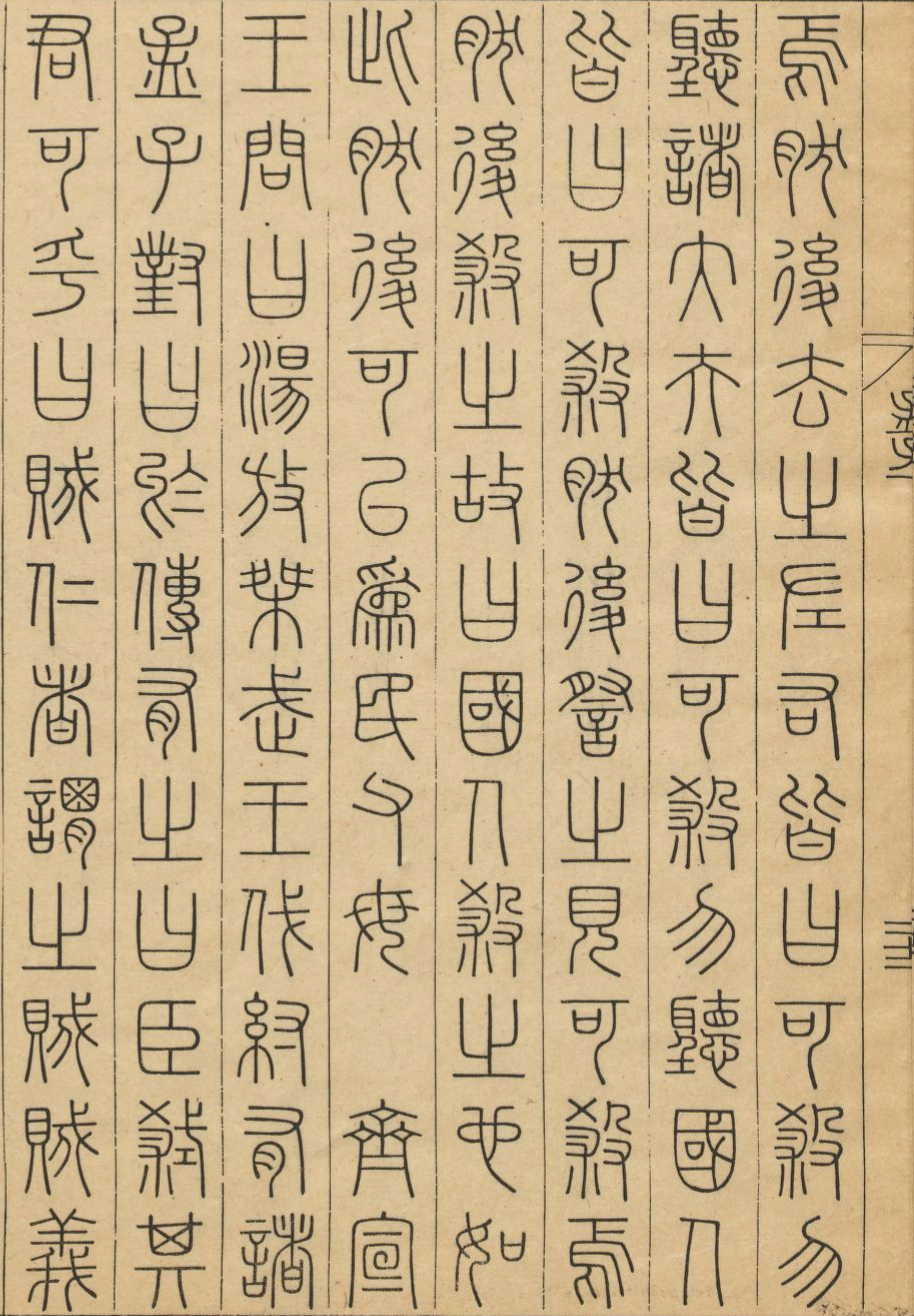 焉然後去之左右皆曰可殺勿
聽諸大夫皆曰可殺勿聽國人
皆曰可殺然後詧之見可殺焉
然後殺之故曰國人殺之也如
此然後可㠯為民父母　齊宣
王問曰湯放桀武王伐紂有諸
孟子對曰於傳有之曰臣弒其
君可乎曰賊仁者謂之賊賊義